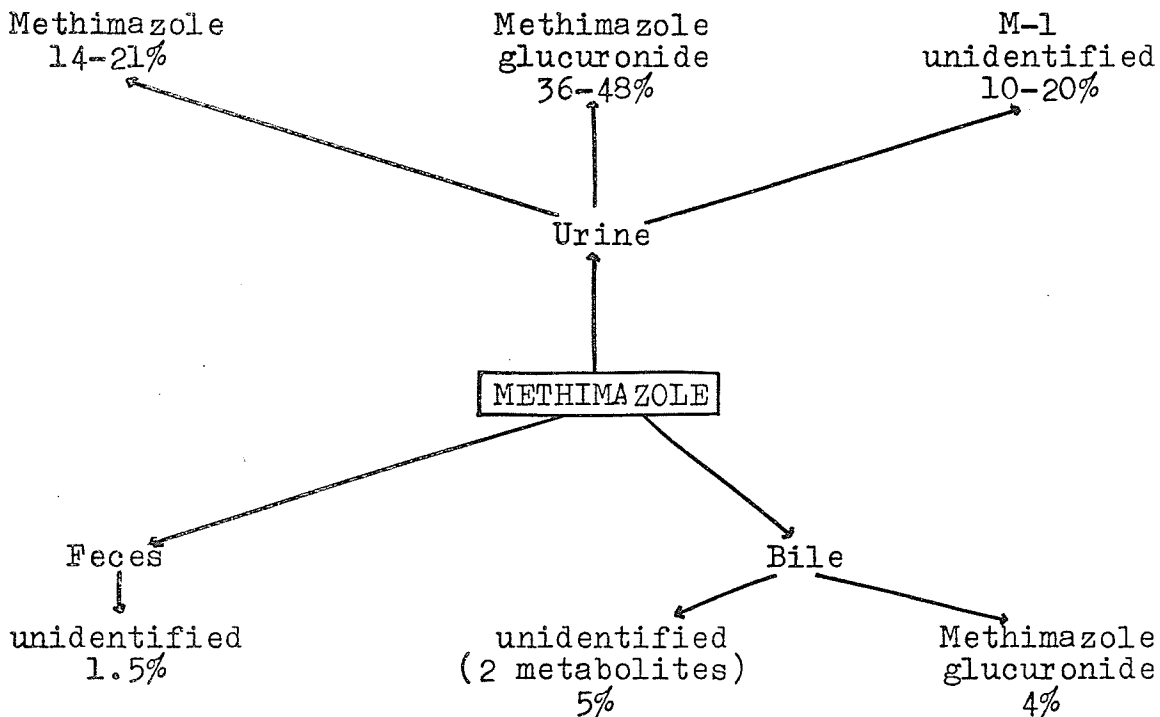 Methimazole
14-21%
Methimazole
glucuronide
36-48%
M-1
unidentified
10-20%
Urine
METHIMAZOLE
Feces
Bile
unidentified
1.5%
unidentified
(2 metabolites)
5%
Methimazole
glucuronide
4%